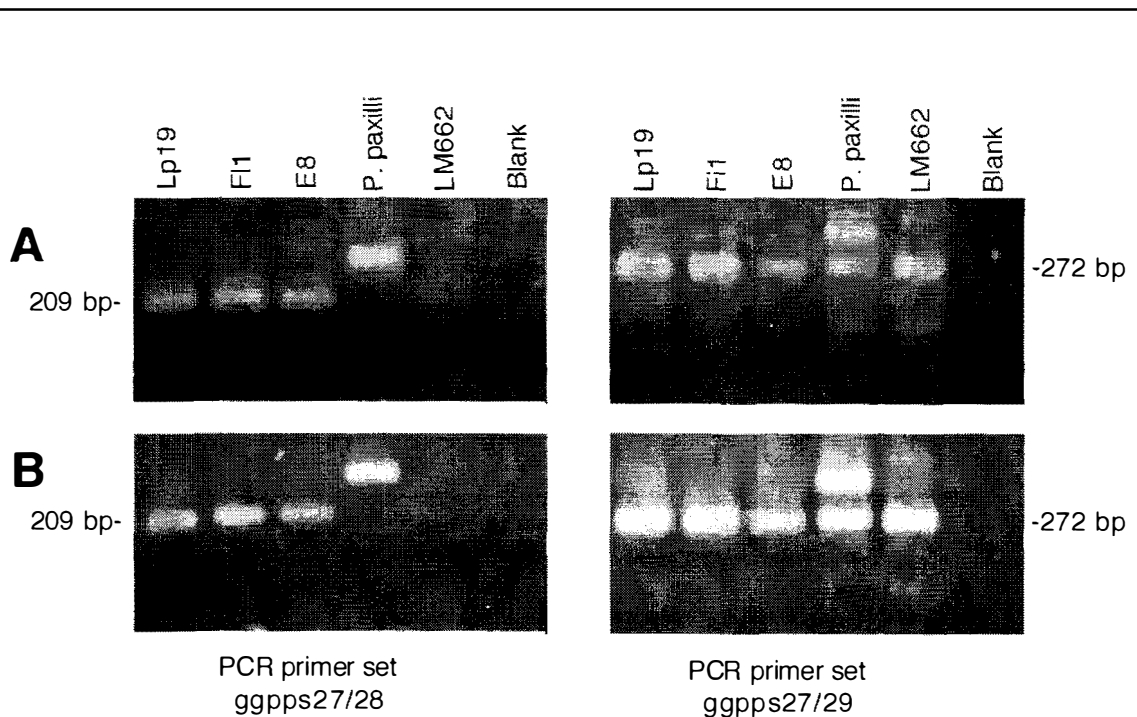 Lp19 Fl1 E8 P. paxilli LM662 Blank
Lp19 Fl1 E8 P. paxilli LM662 Blank
A
209 bp-
-272 bp
B
209 bp-
-272 bp
PCR primer set
ggpps27/28
PCR primer set
ggpps27/29